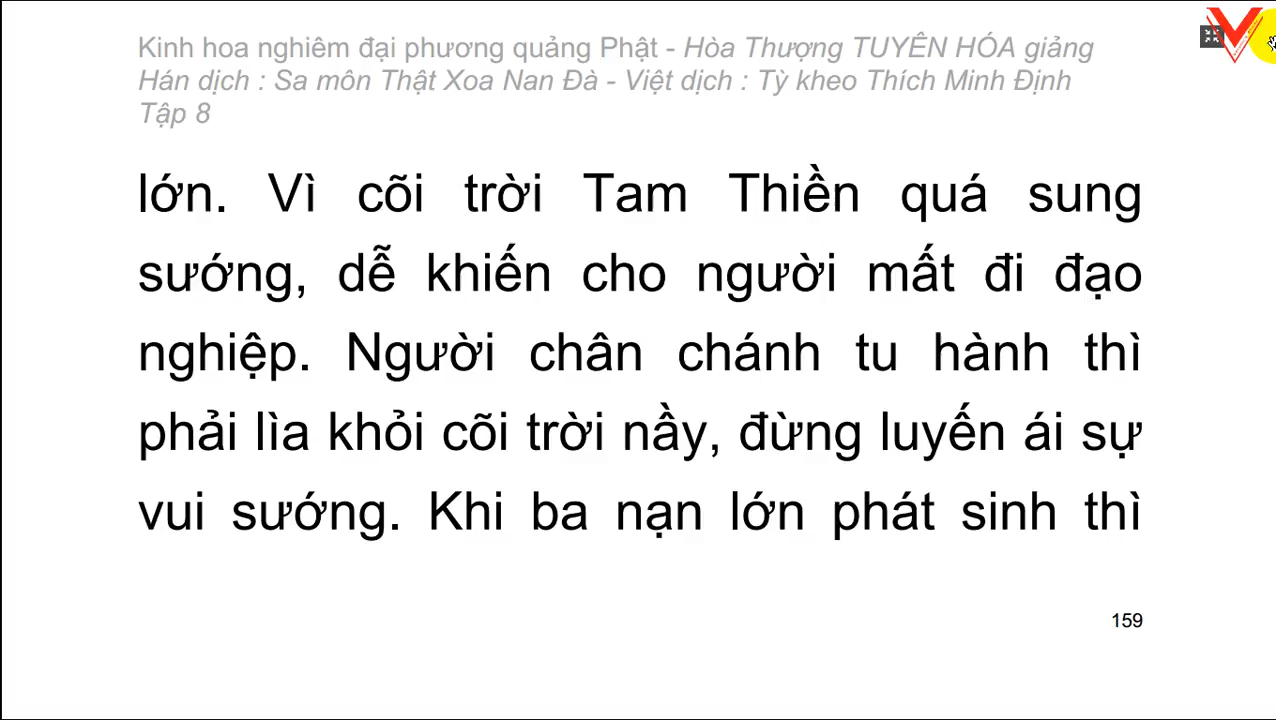 Kinh hoa nghiêm đại phương quảng Phật - Hòa Thượng TUYÊN HÓA giảng
Hán dịch : Sa môn Thật Xoa Nan Đà - Việt dịch : Tỳ kheo Thích Minh Định
Tập 8
lớn. Vì cõi trời Tam Thiền quá sung
sướng, dễ khiến cho người mất đi đạo
nghiệp. Người chân chánh tu hành thì
phải lìa khỏi cõi trời nầy, đừng luyến ái sự
vui sướng. Khi ba nạn lớn phát sinh thì
159